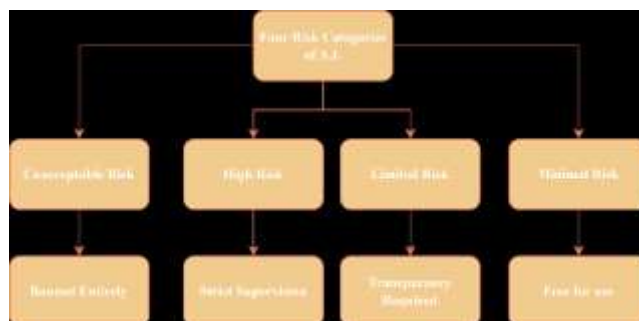 Four Risk Categories
of A.I.
Unacceptable Risk
High Risk
Limited Risk
Minimal Risk
Banned Entirely
Strict Supervision
Transparency
Required
Free for use